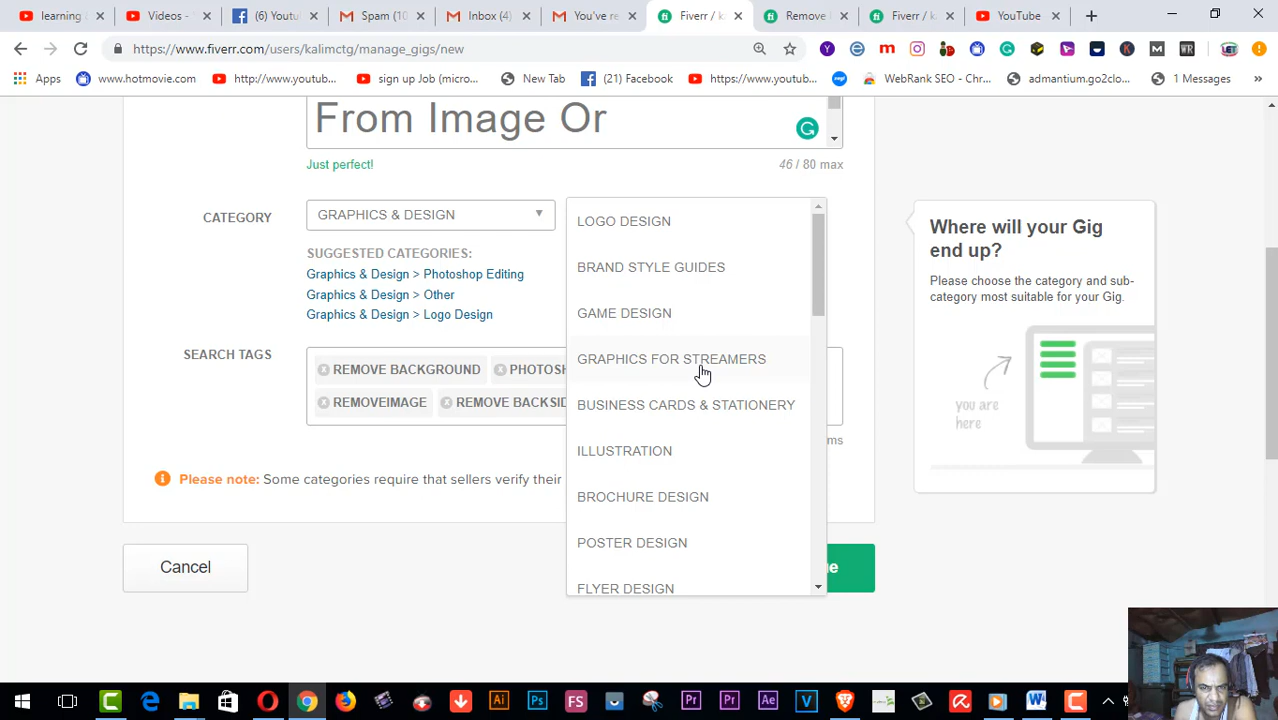 learning
Videos -
(6) Youtu
Spam (10
Inbox (4)
You've re
Fiverr / k
Remove
Fiverr / k
YouTube
https://www.fiverr.com/users/kalimctg/manage_gigs/new
Apps
www.hotmovie.com
http://www.youtub...
sign up Job (micro...
New Tab
(21) Facebook
https://www.youtub...
WebRank SEO - Chr...
admantium.go2clo...
1 Messages
From Image Or
Just perfect!
46 / 80 max
CATEGORY
GRAPHICS & DESIGN
SUGGESTED CATEGORIES:
Graphics & Design > Photoshop Editing
Graphics & Design > Other
Graphics & Design > Logo Design
LOGO DESIGN
BRAND STYLE GUIDES
GAME DESIGN
GRAPHICS FOR STREAMERS
BUSINESS CARDS & STATIONERY
ILLUSTRATION
BROCHURE DESIGN
POSTER DESIGN
FLYER DESIGN
SEARCH TAGS
REMOVE BACKGROUND
PHOTOSH
REMOVEIMAGE
REMOVE BACKSID
ms
Please note: Some categories require that sellers verify their
Cancel
e
Where will your Gig
end up?
Please choose the category and sub-
category most suitable for your Gig.
you are
here